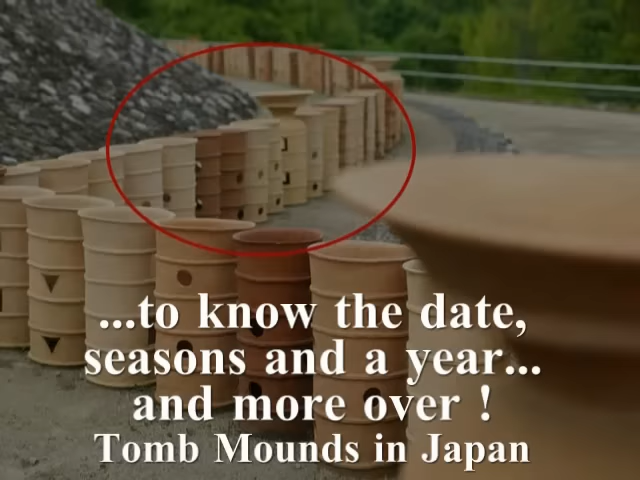 ...to know the date,
seasons and a year...
and more over !
Tomb Mounds in Japan